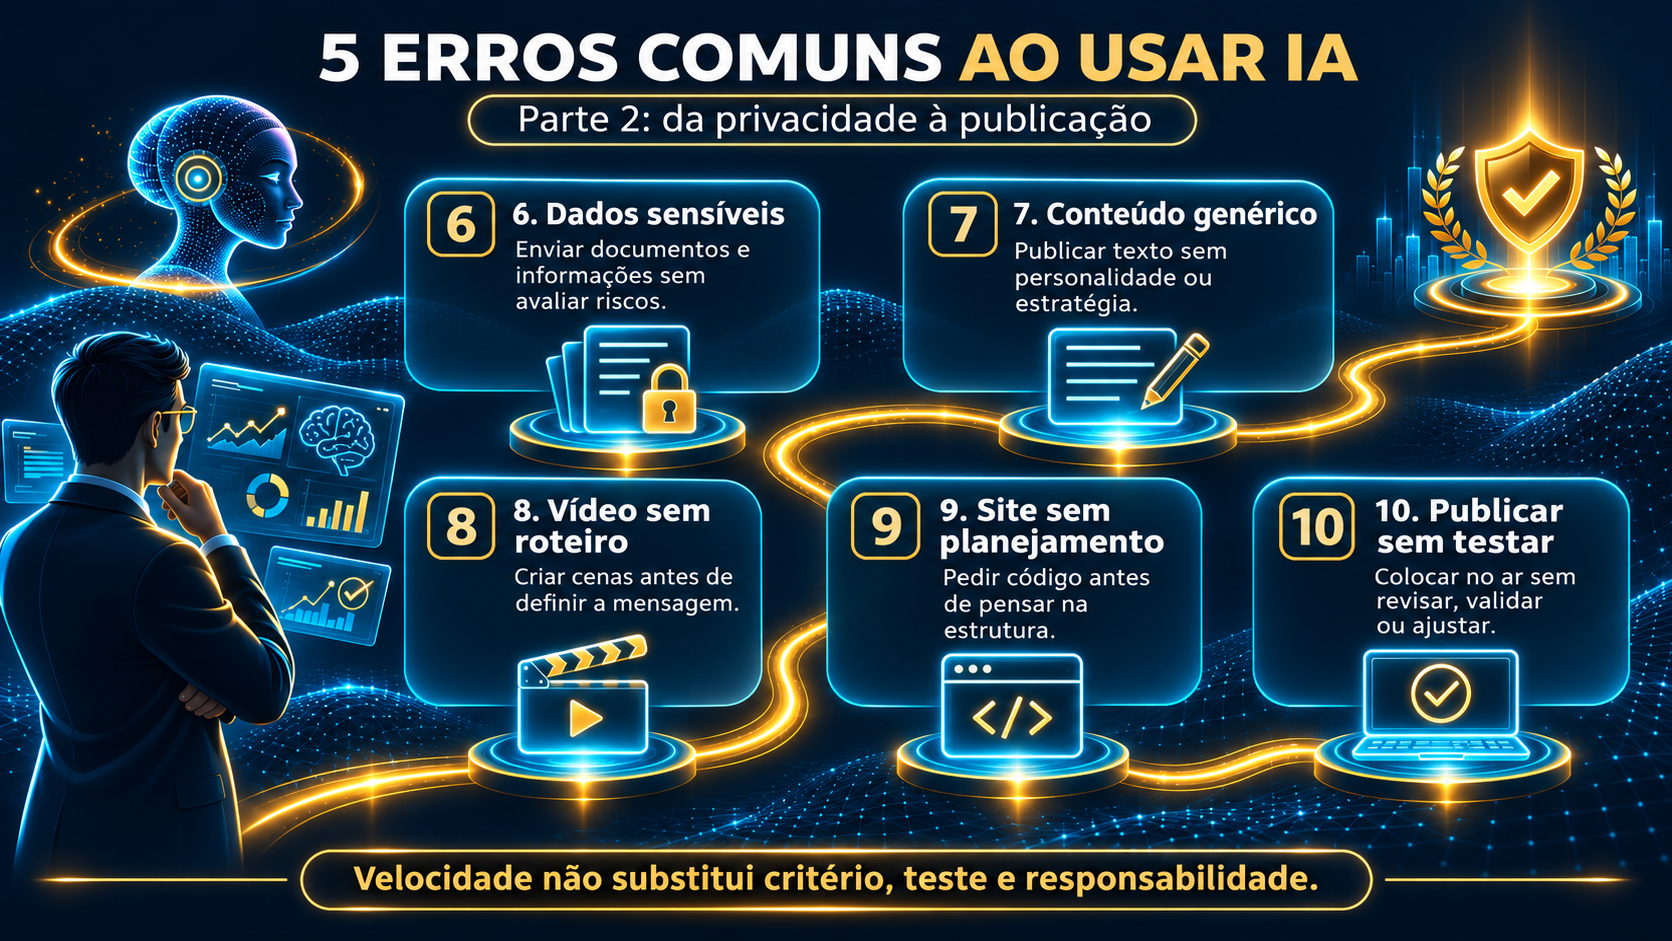 5 ERROS COMUNS AO USAR IA
Parte 2: da privacidade à publicação
6
6. Dados sensíveis
Enviar documentos e
informações sem
avaliar riscos.
7
7. Conteúdo genérico
Publicar texto sem
personalidade ou
estratégia.
8
8. Vídeo sem
roteiro
Criar cenas antes de
definir a mensagem.
9
9. Site sem
planejamento
Pedir código antes
de pensar na
estrutura.
</>
10
10. Publicar
sem testar
Colocar no ar sem
revisar, validar
ou ajustar.
Velocidade não substitui critério, teste e responsabilidade.